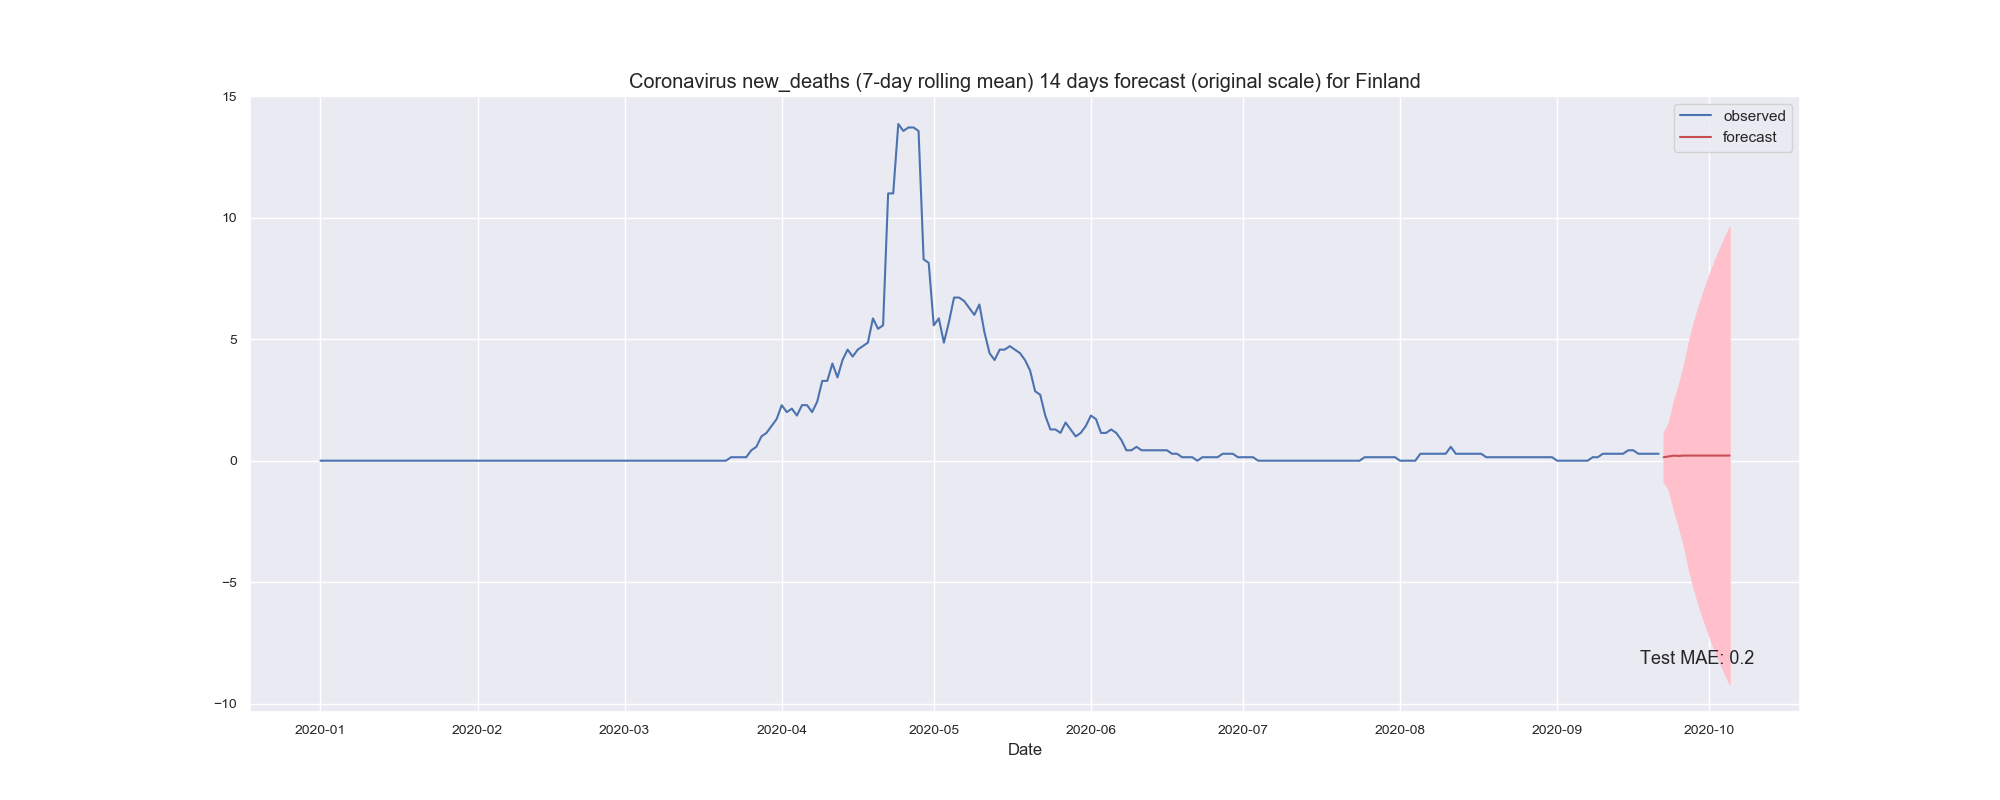 Coronavirus new_deaths (7-day rolling mean) 14 days forecast (original scale) for Finland
15
10
5
0
−5
−10
observed
forecast
Test MAE: 0.2
2020-01 2020-02 2020-03 2020-04 2020-05 2020-06 2020-07 2020-08 2020-09 2020-10
Date